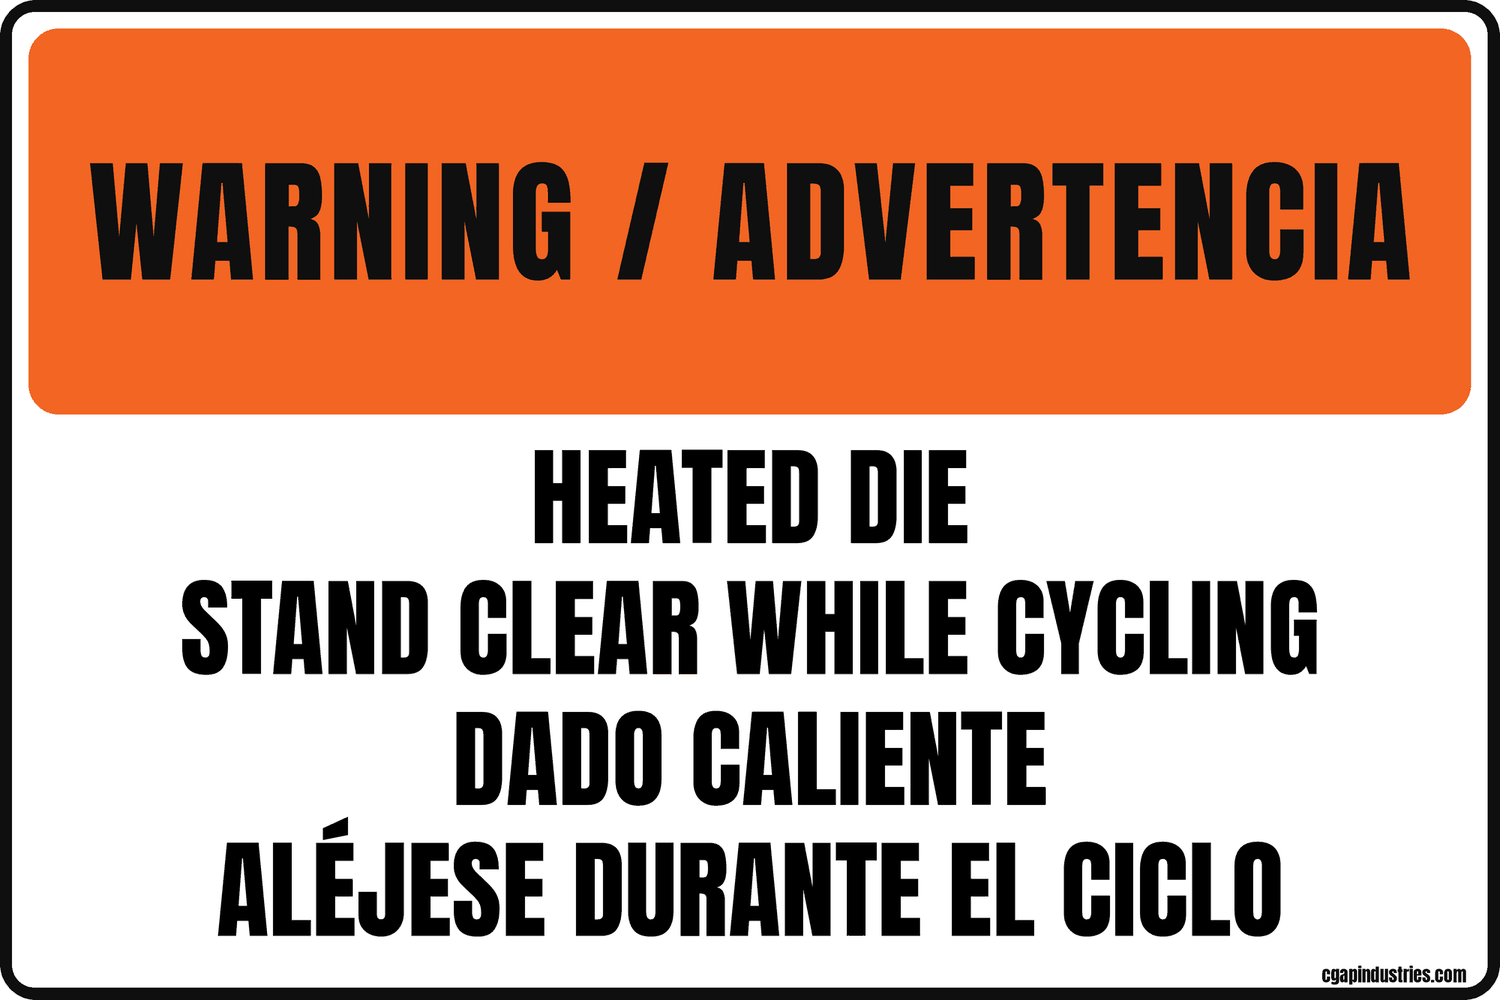 WARNING / ADVERTENCIA
HEATED DIE
STAND CLEAR WHILE CYCLING
DADO CALIENTE
ALÉJESE DURANTE EL CICLO
cgapindustries.com